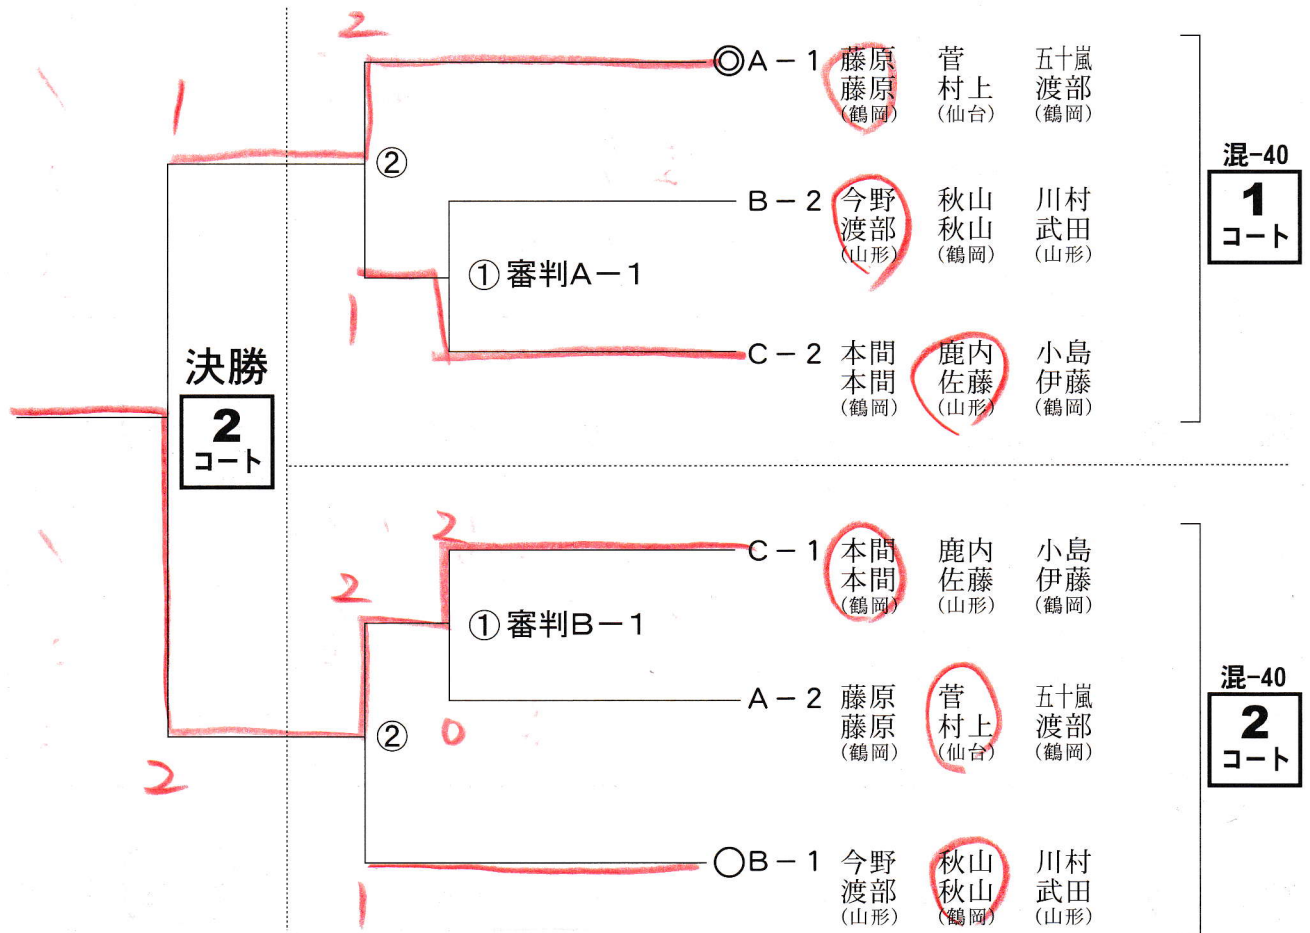 2
◎A-1 藤原 菅 五十嵐
藤原 村上 渡部
(鶴岡) (仙台) (鶴岡)
1
②
混-40
1
コート
B-2 今野 秋山 川村
渡部 秋山 武田
(山形) (鶴岡) (山形)
①審判A-1
1
C-2 本間 鹿内 小島
本間 佐藤 伊藤
(鶴岡) (山形) (鶴岡)
決勝
2
コート
2
C-1 本間 鹿内 小島
本間 佐藤 伊藤
(鶴岡) (山形) (鶴岡)
2
①審判B-1
混-40
2
コート
A-2 藤原 菅 五十嵐
藤原 村上 渡部
(鶴岡) (仙台) (鶴岡)
0
②
2
○B-1 今野 秋山 川村
渡部 秋山 武田
(山形) (鶴岡) (山形)
1